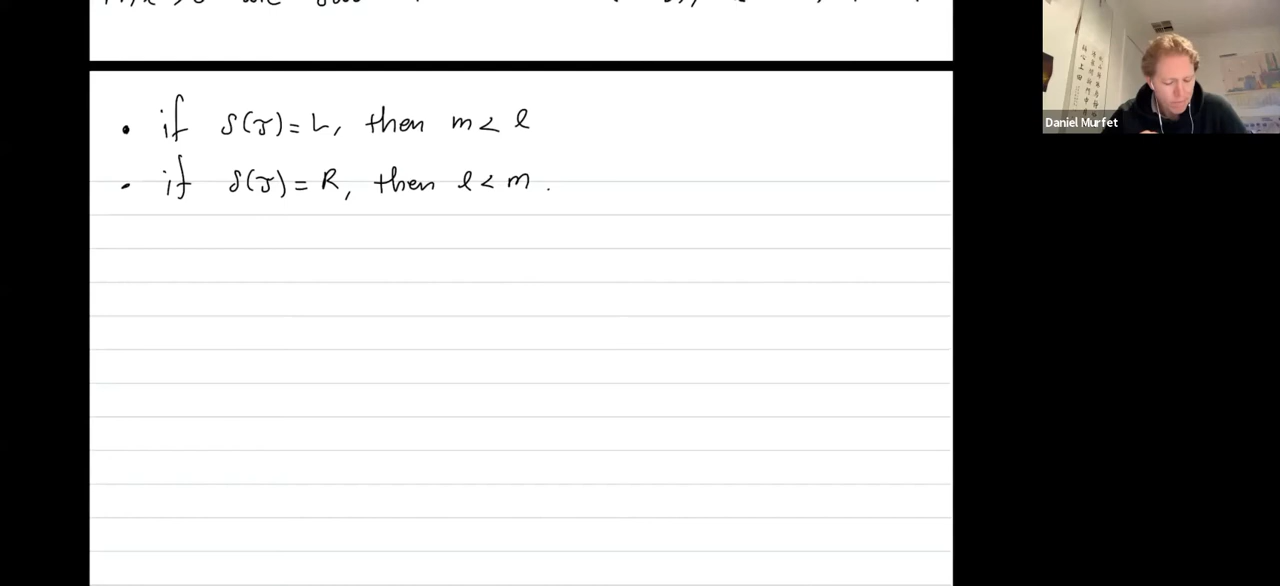 • if S(γ) = L, then m < l
• if S(γ) = R, then l < m.
Daniel Murfet